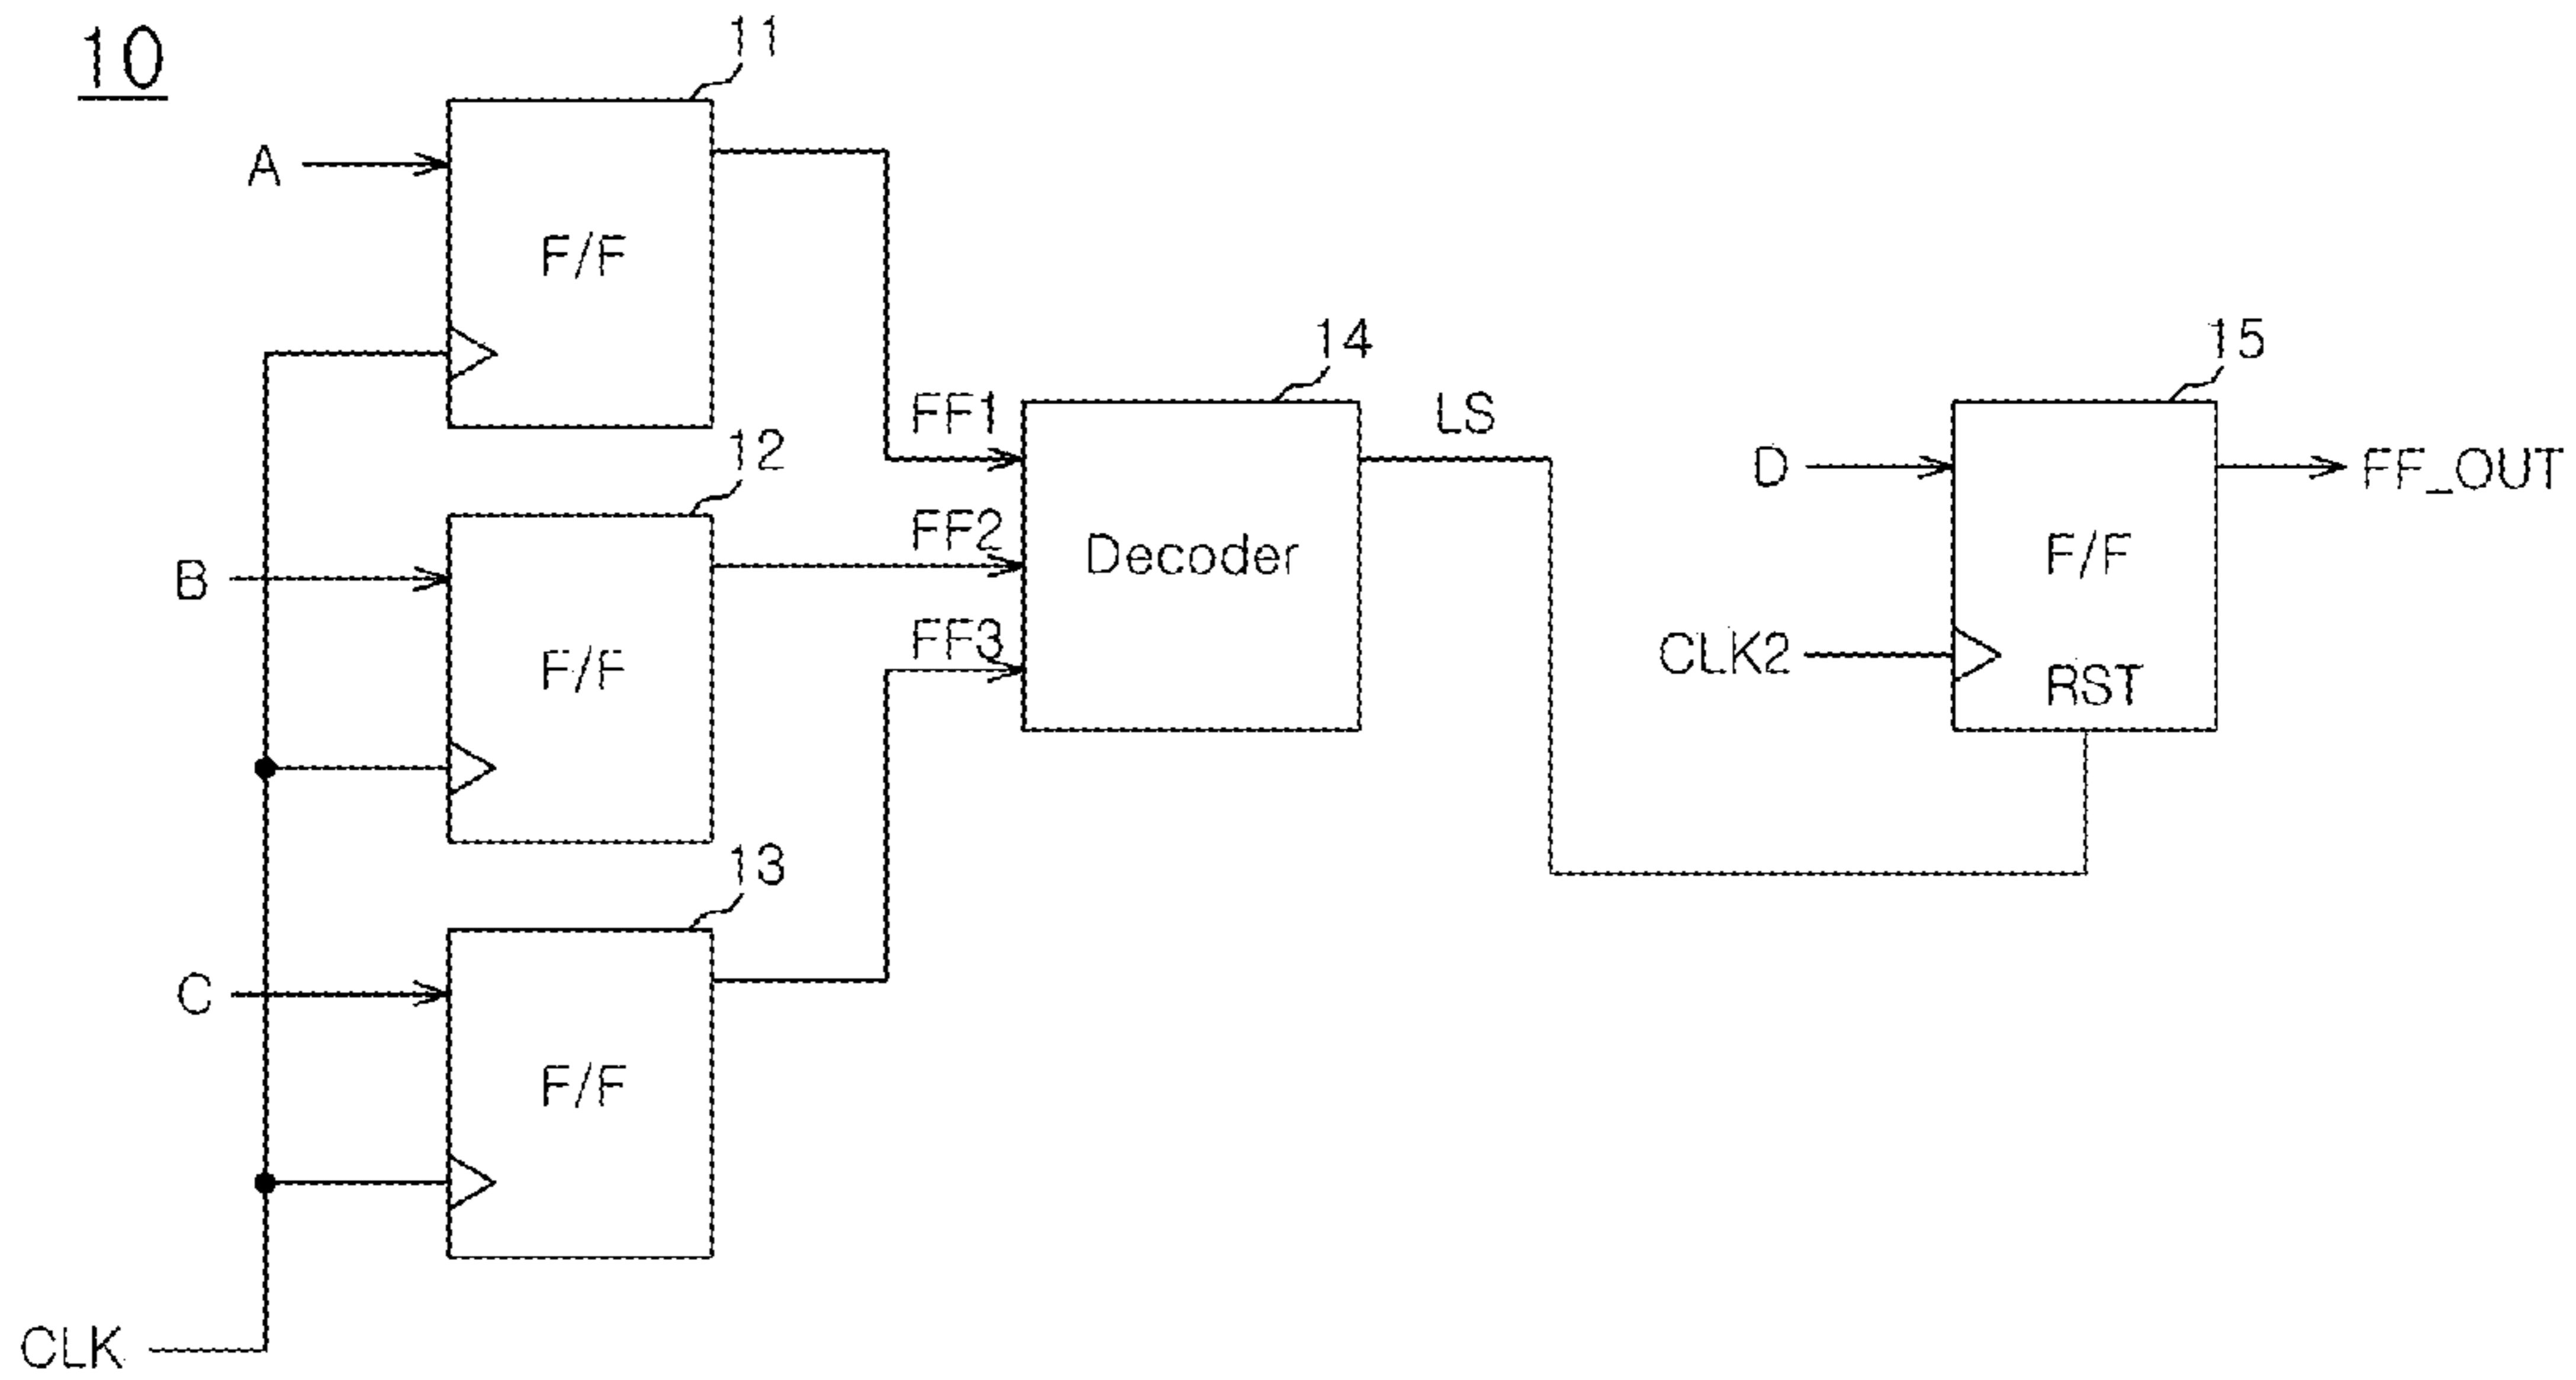 10
11
A
F/F
12
B
F/F
13
C
F/F
CLK
FF1
FF2
FF3
14
Decoder
LS
15
D
F/F
CLK2
RST
FF_OUT